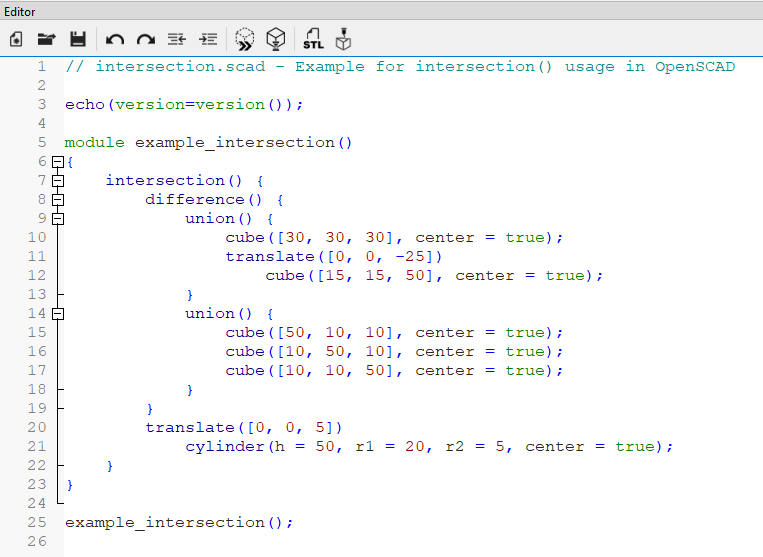 Editor
STL
1 // intersection.scad - Example for intersection() usage in OpenSCAD
2
3 echo(version=version());
4
5 module example_intersection()
6 {
7     intersection() {
8         difference() {
9             union() {
10                 cube([30, 30, 30], center = true);
11                 translate([0, 0, -25])
12                     cube([15, 15, 50], center = true);
13             }
14             union() {
15                 cube([50, 10, 10], center = true);
16                 cube([10, 50, 10], center = true);
17                 cube([10, 10, 50], center = true);
18             }
19         }
20         translate([0, 0, 5])
21             cylinder(h = 50, r1 = 20, r2 = 5, center = true);
22     }
23 }
24
25 example_intersection();
26